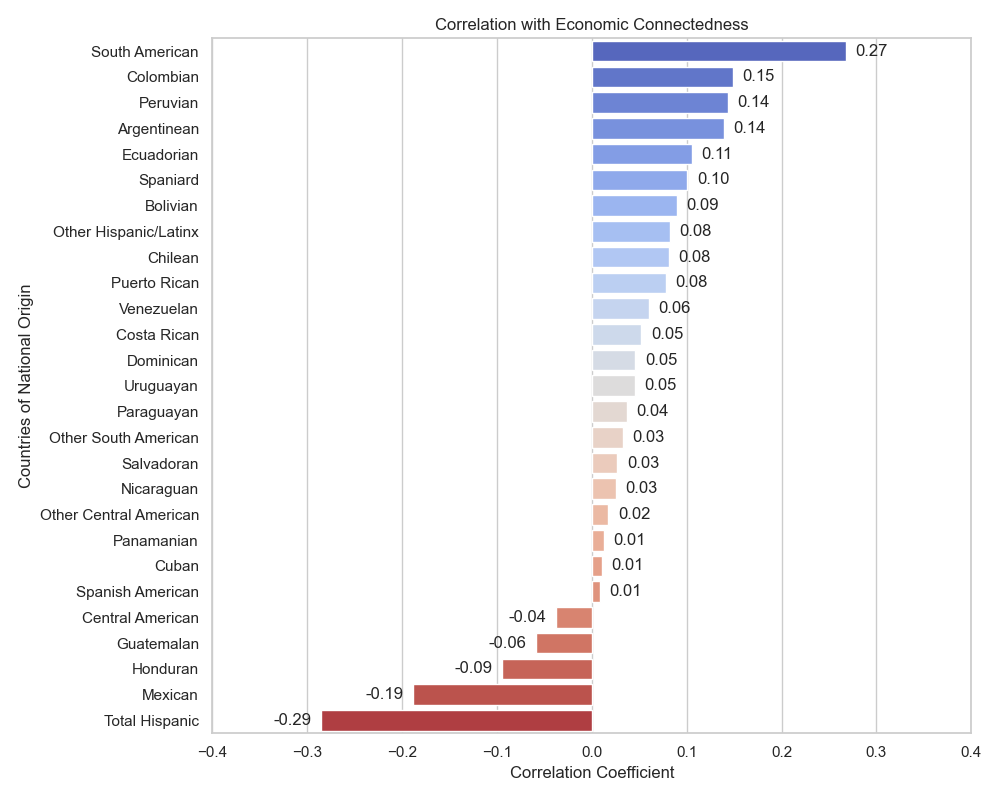 Correlation with Economic Connectedness
Countries of National Origin
South American 0.27
Colombian 0.15
Peruvian 0.14
Argentinean 0.14
Ecuadorian 0.11
Spaniard 0.10
Bolivian 0.09
Other Hispanic/Latinx 0.08
Chilean 0.08
Puerto Rican 0.08
Venezuelan 0.06
Costa Rican 0.05
Dominican 0.05
Uruguayan 0.05
Paraguayan 0.04
Other South American 0.03
Salvadoran 0.03
Nicaraguan 0.03
Other Central American 0.02
Panamanian 0.01
Cuban 0.01
Spanish American 0.01
Central American -0.04
Guatemalan -0.06
Honduran -0.09
Mexican -0.19
Total Hispanic -0.29
−0.4 −0.3 −0.2 −0.1 0.0 0.1 0.2 0.3 0.4
Correlation Coefficient